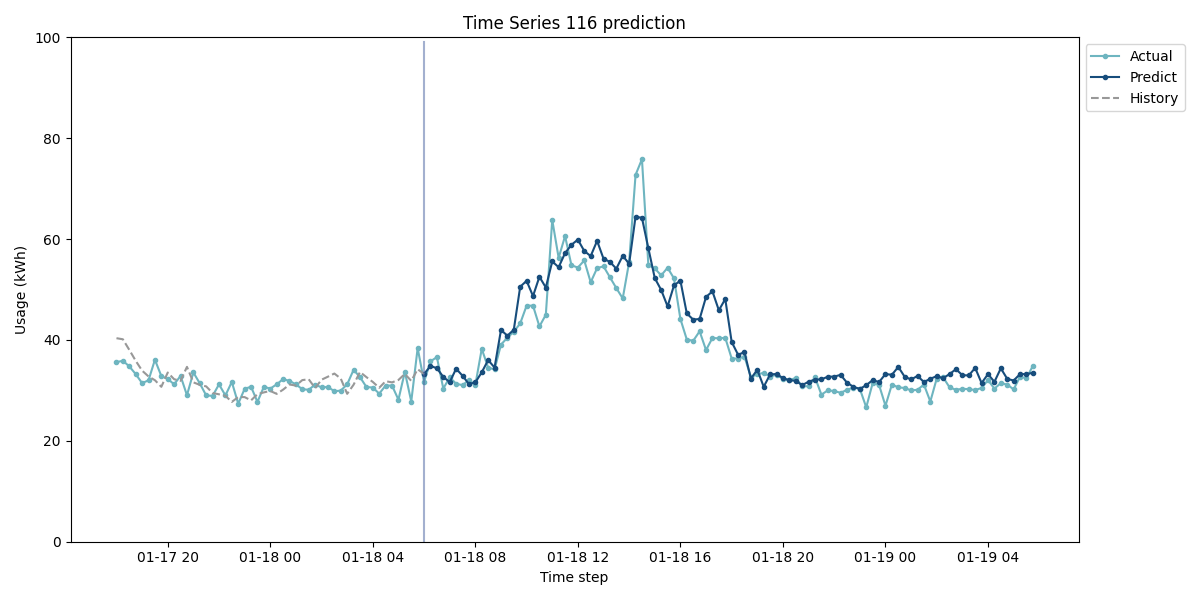 Time Series 116 prediction
Usage (kWh)
100
80
60
40
20
0
01-17 20
01-18 00
01-18 04
01-18 08
01-18 12
01-18 16
01-18 20
01-19 00
01-19 04
Time step
Actual
Predict
History